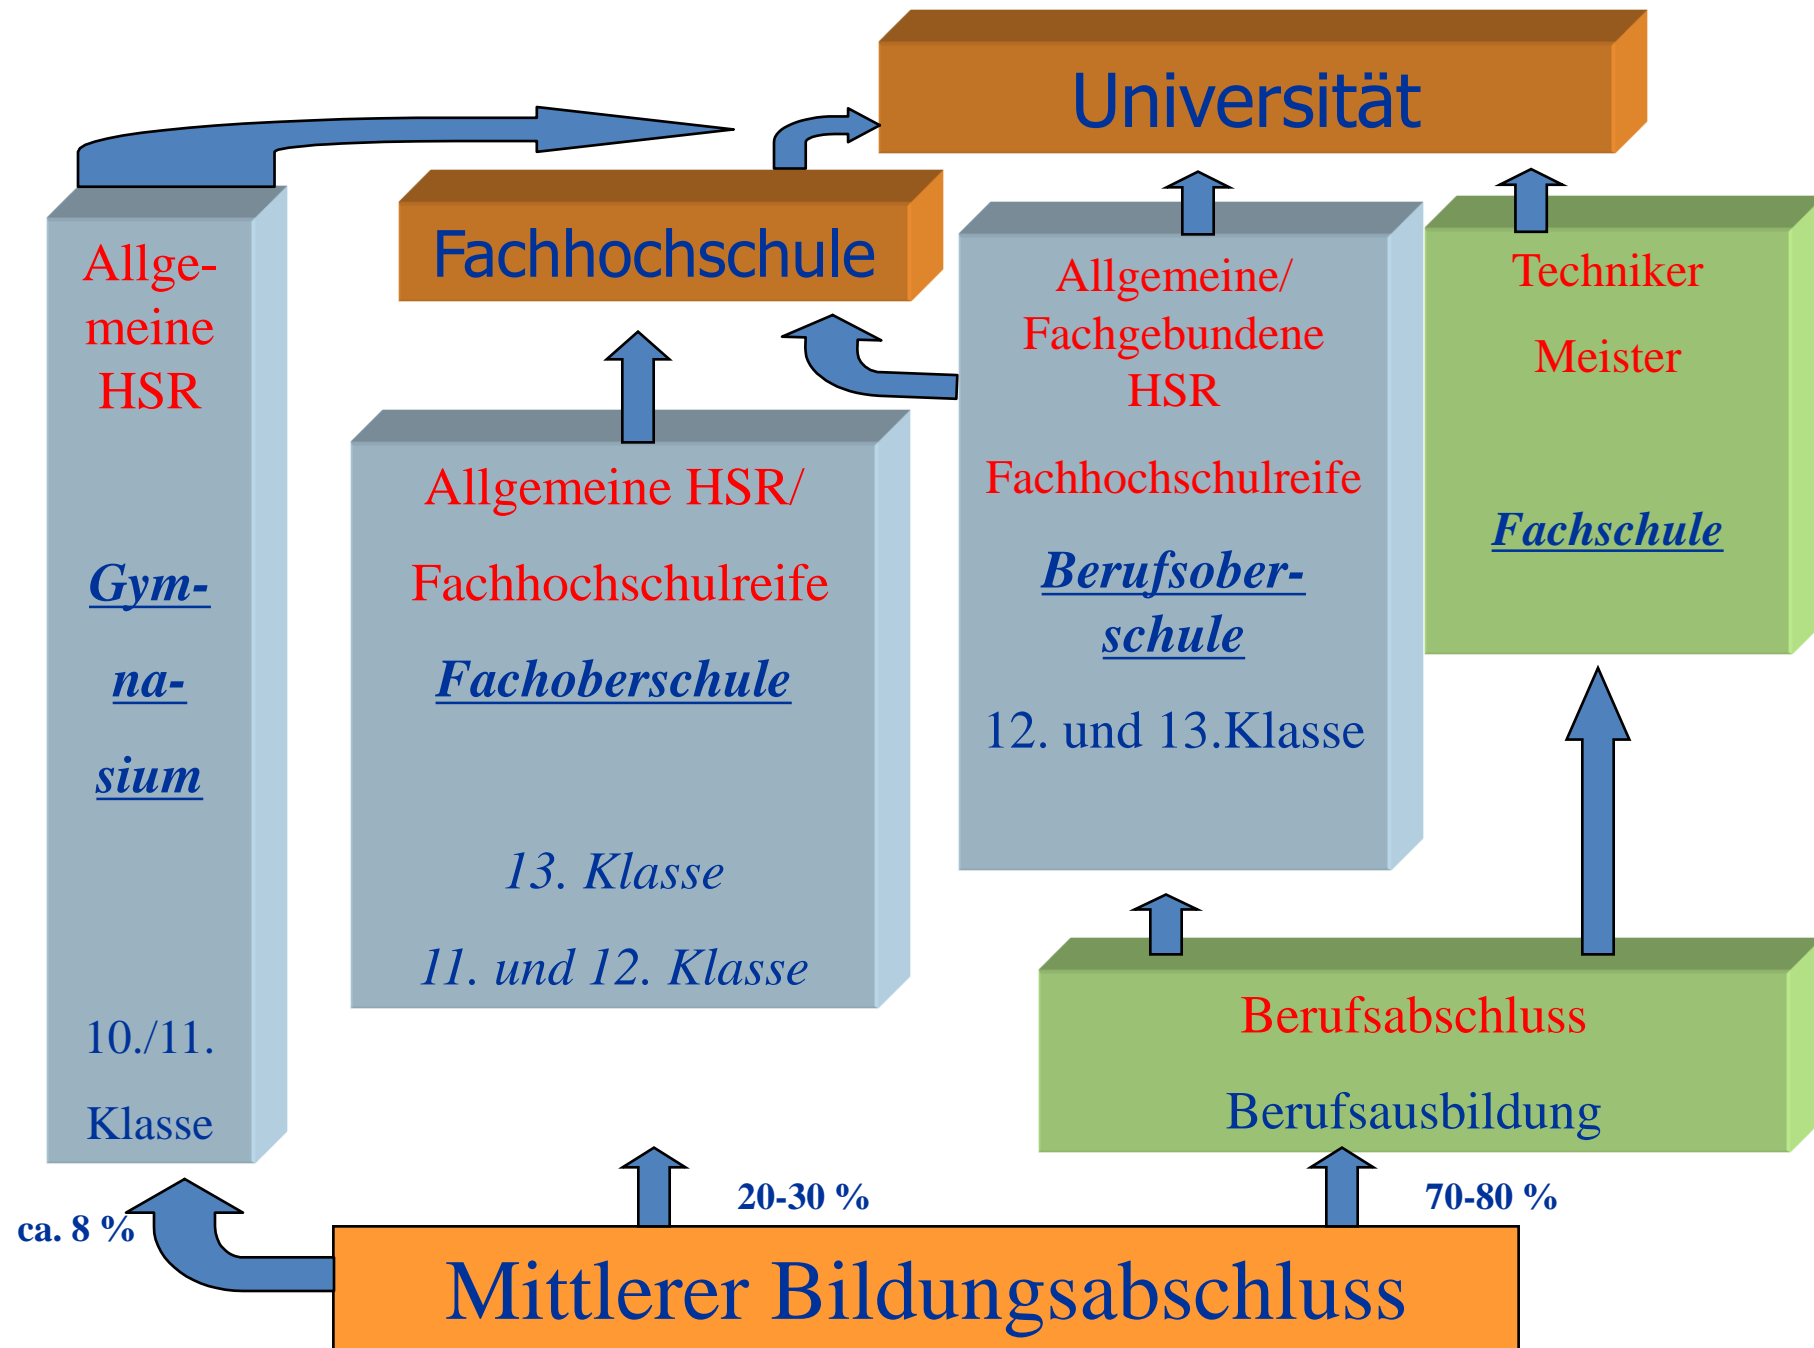 Universität
Fachhochschule
Allge-
meine
HSR
Gym-
na-
sium
10./11.
Klasse
Allgemeine HSR/
Fachhochschulreife
Fachoberschule
13. Klasse
11. und 12. Klasse
Allgemeine/
Fachgebundene
HSR
Fachhochschulreife
Berufsober-
schule
12. und 13.Klasse
Techniker
Meister
Fachschule
Berufsabschluss
Berufsausbildung
ca. 8 %
20-30 %
70-80 %
Mittlerer Bildungsabschluss